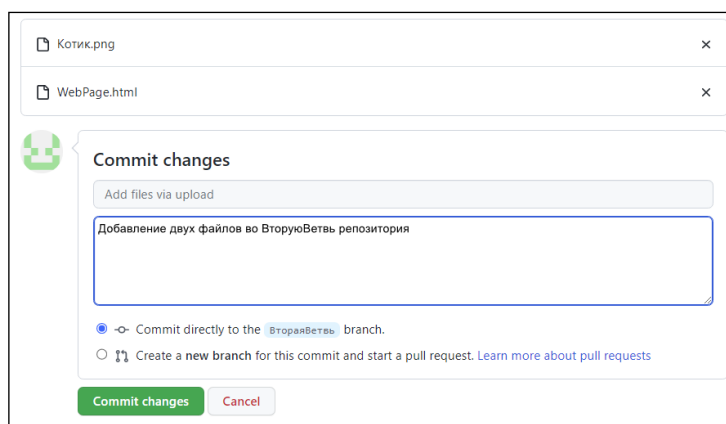 Котик.png
WebPage.html
Commit changes
Add files via upload
Добавление двух файлов во ВторуюВетвь репозитория
Commit directly to the ВтораяВетвь branch.
Create a new branch for this commit and start a pull request. Learn more about pull requests
Commit changes Cancel